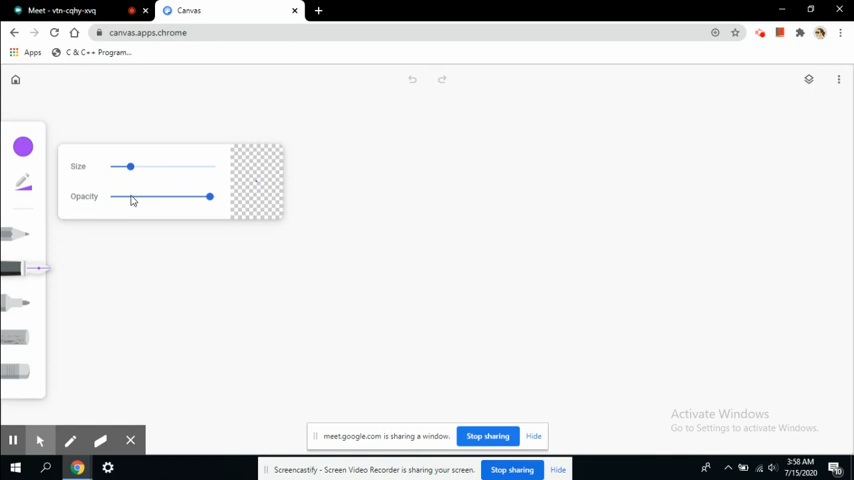 Meet - vtn-cqhy-xvq
Canvas
canvas.apps.chrome
Apps
C & C++ Program...
Size
Opacity
Activate Windows
Go to Settings to activate Windows.
meet.google.com is sharing a window.
Stop sharing
Hide
Screencastify - Screen Video Recorder is sharing your screen.
Stop sharing
Hide
3:58 AM
7/15/2020
10